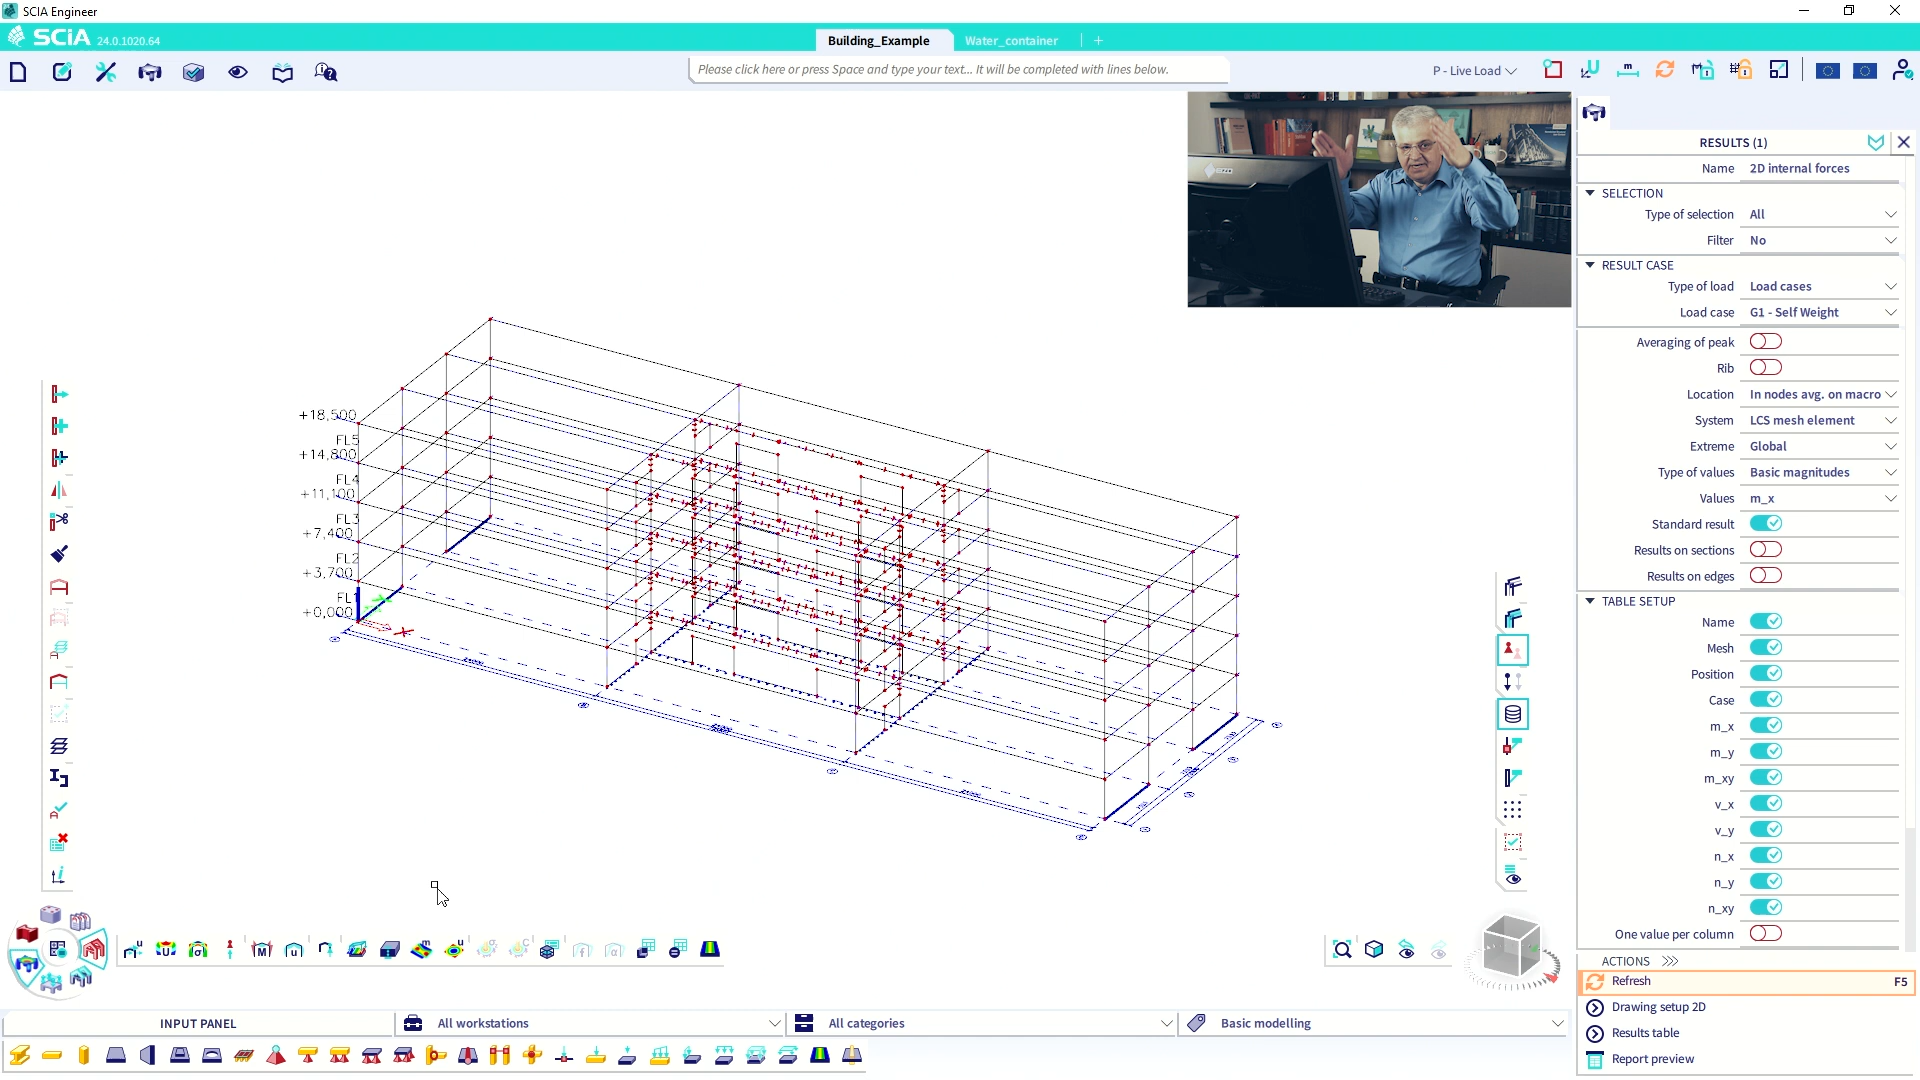 SCIA Engineer
SCiA 24.0.1020.64
Building_Example
Water_container
Please click here or press Space and type your text... It will be completed with lines below.
P - Live Load
RESULTS (1)
Name 2D internal forces
SELECTION
Type of selection All
Filter No
RESULT CASE
Type of load Load cases
Load case G1 - Self Weight
Averaging of peak
Rib
Location In nodes avg. on macro
System LCS mesh element
Extreme Global
Type of values Basic magnitudes
Values m_x
Standard result
Results on sections
Results on edges
TABLE SETUP
Name
Mesh
Position
Case
m_x
m_y
m_xy
v_x
v_y
n_x
n_y
n_xy
One value per column
ACTIONS >>>
Refresh F5
Drawing setup 2D
Results table
Report preview
+18,500
FL5
+14,800
FL4
+11,100
FL3
+7,400
FL2
+3,700
FL1
+0,000
INPUT PANEL
All workstations
All categories
Basic modelling